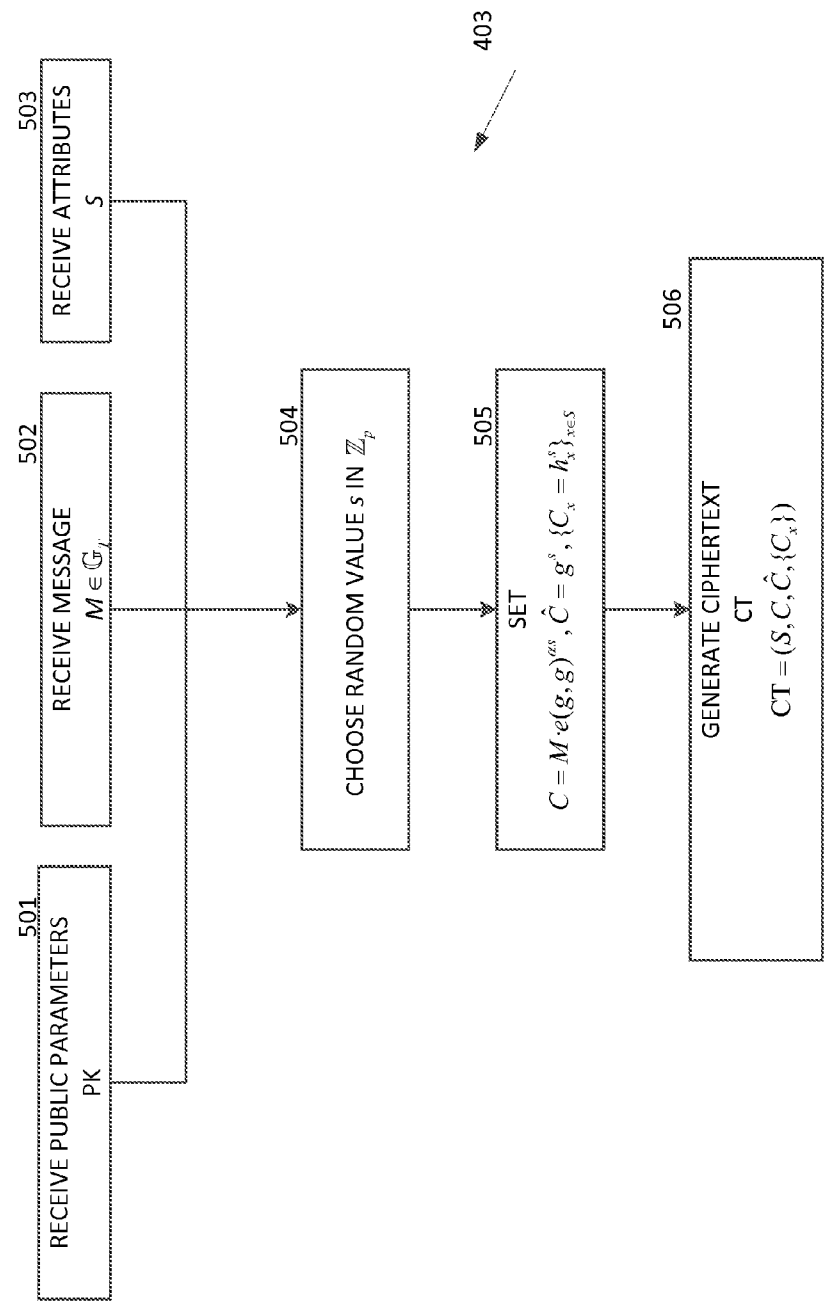 501
RECEIVE PUBLIC PARAMETERS
PK
502
RECEIVE MESSAGE
M ∈ 𝔾_T
503
RECEIVE ATTRIBUTES
S
504
CHOOSE RANDOM VALUE s IN ℤ_p
505
SET
C = M·e(g,g)^{αs}, Ĉ = g^s, {C_x = h_x^s}_{x∈S}
506
GENERATE CIPHERTEXT
CT
CT = (S, C, Ĉ, {C_x})
403